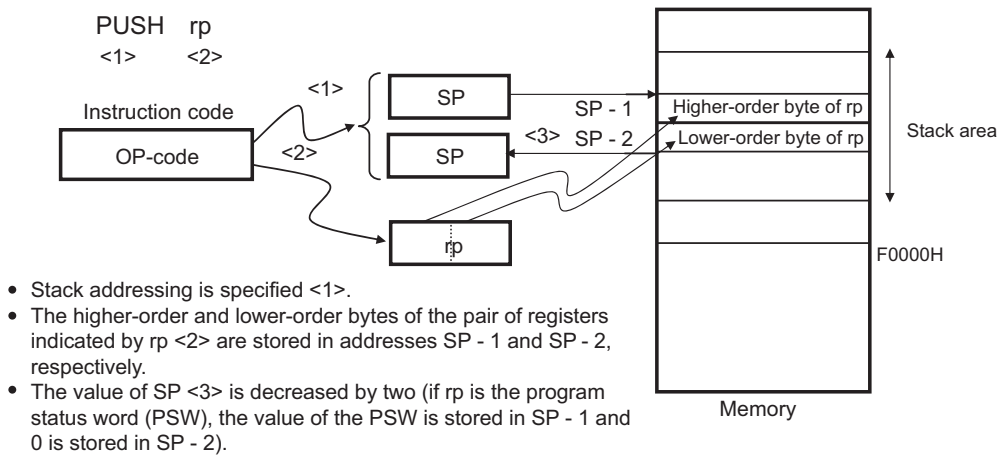 PUSH rp
<1> <2>
Instruction code
OP-code
<1>
<2>
SP
SP
<3>
SP - 1
SP - 2
rp
Higher-order byte of rp
Lower-order byte of rp
Stack area
F0000H
Memory
• Stack addressing is specified <1>.
• The higher-order and lower-order bytes of the pair of registers
indicated by rp <2> are stored in addresses SP - 1 and SP - 2,
respectively.
• The value of SP <3> is decreased by two (if rp is the program
status word (PSW), the value of the PSW is stored in SP - 1 and
0 is stored in SP - 2).